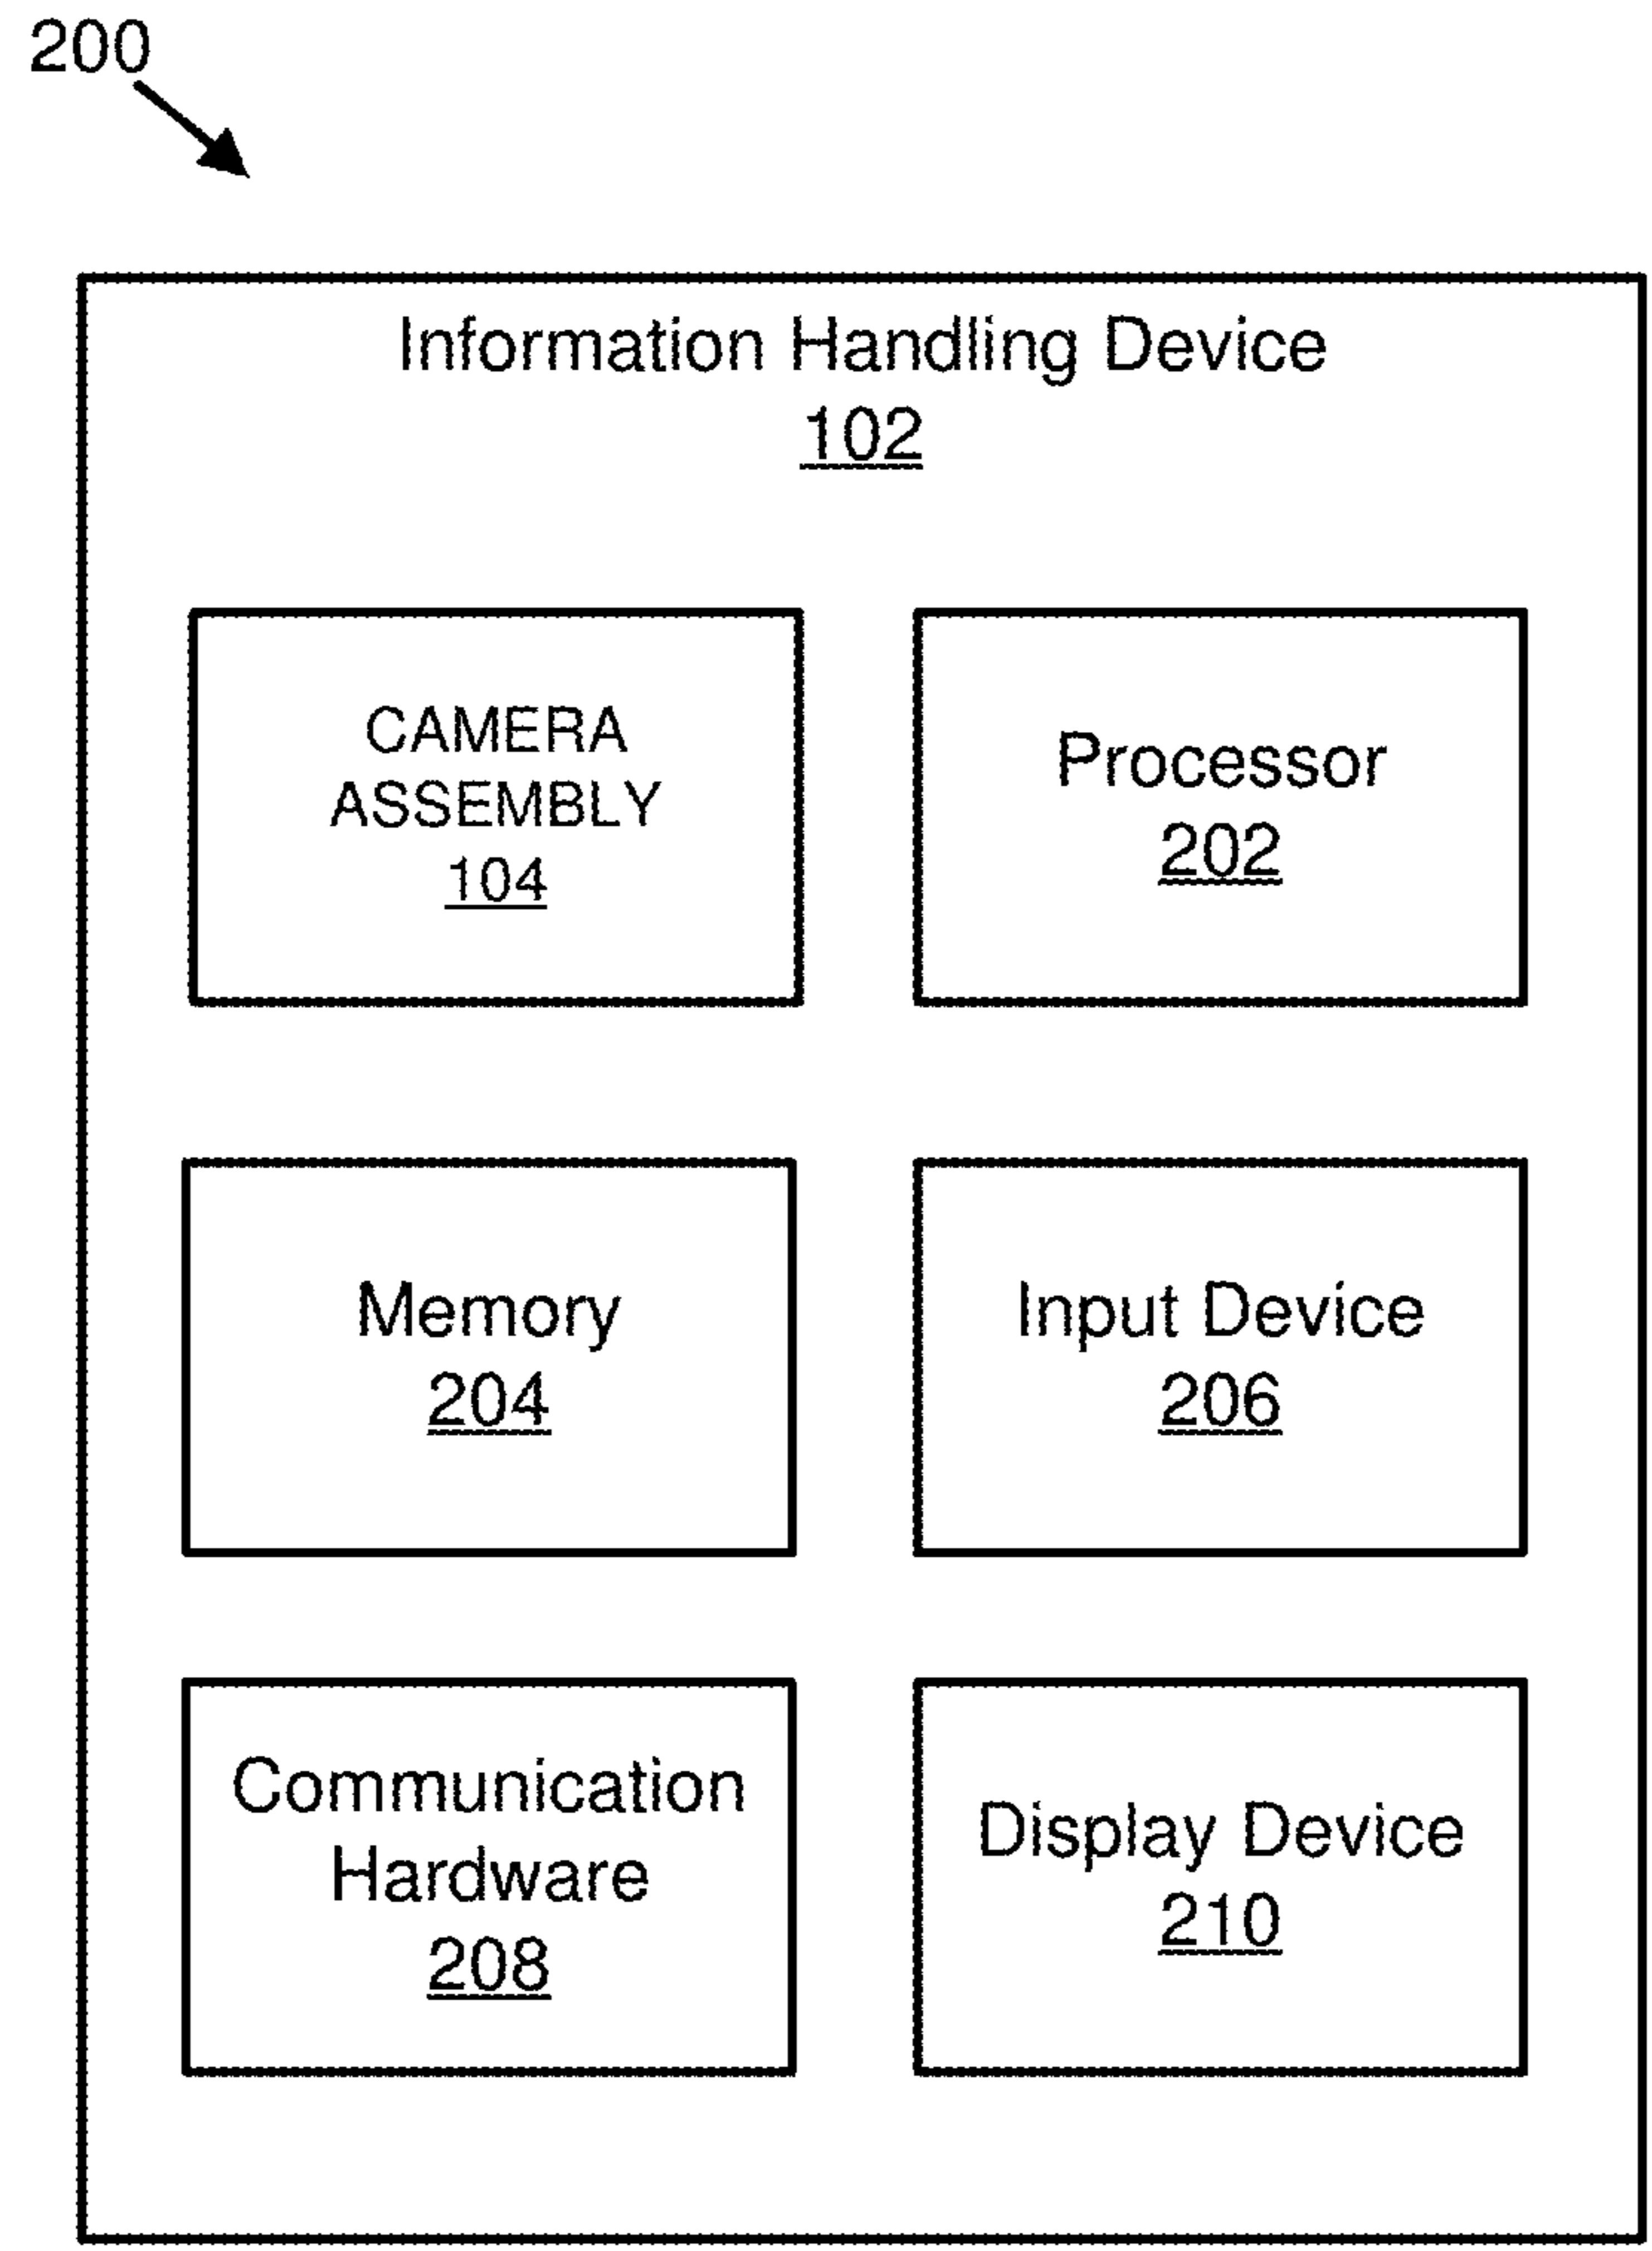 200
Information Handling Device
102
CAMERA
ASSEMBLY
104
Processor
202
Memory
204
Input Device
206
Communication
Hardware
208
Display Device
210